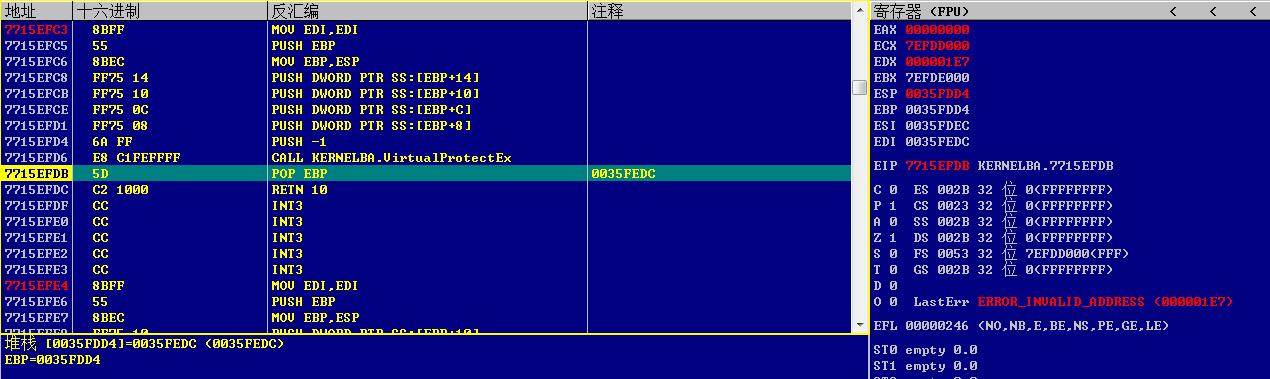 地址 十六进制 反汇编 注释
7715EFC3 8BFF MOV EDI,EDI
7715EFC5 55 PUSH EBP
7715EFC6 8BEC MOV EBP,ESP
7715EFC8 FF75 14 PUSH DWORD PTR SS:[EBP+14]
7715EFCB FF75 10 PUSH DWORD PTR SS:[EBP+10]
7715EFCE FF75 0C PUSH DWORD PTR SS:[EBP+C]
7715EFD1 FF75 08 PUSH DWORD PTR SS:[EBP+8]
7715EFD4 6A FF PUSH -1
7715EFD6 E8 C1FEFFFF CALL KERNELBA.VirtualProtectEx
7715EFDB 5D POP EBP 0035FEDC
7715EFDC C2 1000 RETN 10
7715EFDF CC INT3
7715EFE0 CC INT3
7715EFE1 CC INT3
7715EFE2 CC INT3
7715EFE3 CC INT3
7715EFE4 8BFF MOV EDI,EDI
7715EFE6 55 PUSH EBP
7715EFE7 8BEC MOV EBP,ESP
堆栈 [0035FDD4]=0035FEDC (0035FEDC)
EBP=0035FDD4
寄存器 (FPU) < < <
EAX 00000000
ECX 7EFDD000
EDX 000001E7
EBX 7EFDE000
ESP 0035FDD4
EBP 0035FDD4
ESI 0035FDEC
EDI 0035FEDC
EIP 7715EFDB KERNELBA.7715EFDB
C 0 ES 002B 32 位 0(FFFFFFFF)
P 1 CS 0023 32 位 0(FFFFFFFF)
A 0 SS 002B 32 位 0(FFFFFFFF)
Z 1 DS 002B 32 位 0(FFFFFFFF)
S 0 FS 0053 32 位 7EFDD000(FFF)
T 0 GS 002B 32 位 0(FFFFFFFF)
D 0
O 0 LastErr ERROR_INVALID_ADDRESS (000001E7)
EFL 00000246 (NO,NB,E,BE,NS,PE,GE,LE)
ST0 empty 0.0
ST1 empty 0.0